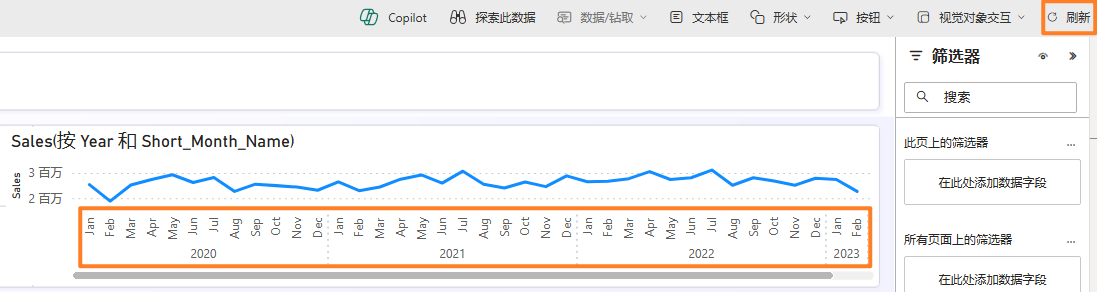 Copilot 探索此数据 数据/钻取 文本框 形状 按钮 视觉对象交互 刷新
筛选器
搜索
此页上的筛选器 ...
在此处添加数据字段
所有页面上的筛选器 ...
在此处添加数据字段
Sales(按 Year 和 Short_Month_Name)
Sales
3 百万
2 百万
Jan Feb Mar Apr May Jun Jul Aug Sep Oct Nov Dec Jan Feb Mar Apr May Jun Jul Aug Sep Oct Nov Dec Jan Feb Mar Apr May Jun Jul Aug Sep Oct Nov Dec Jan Feb
2020 2021 2022 2023